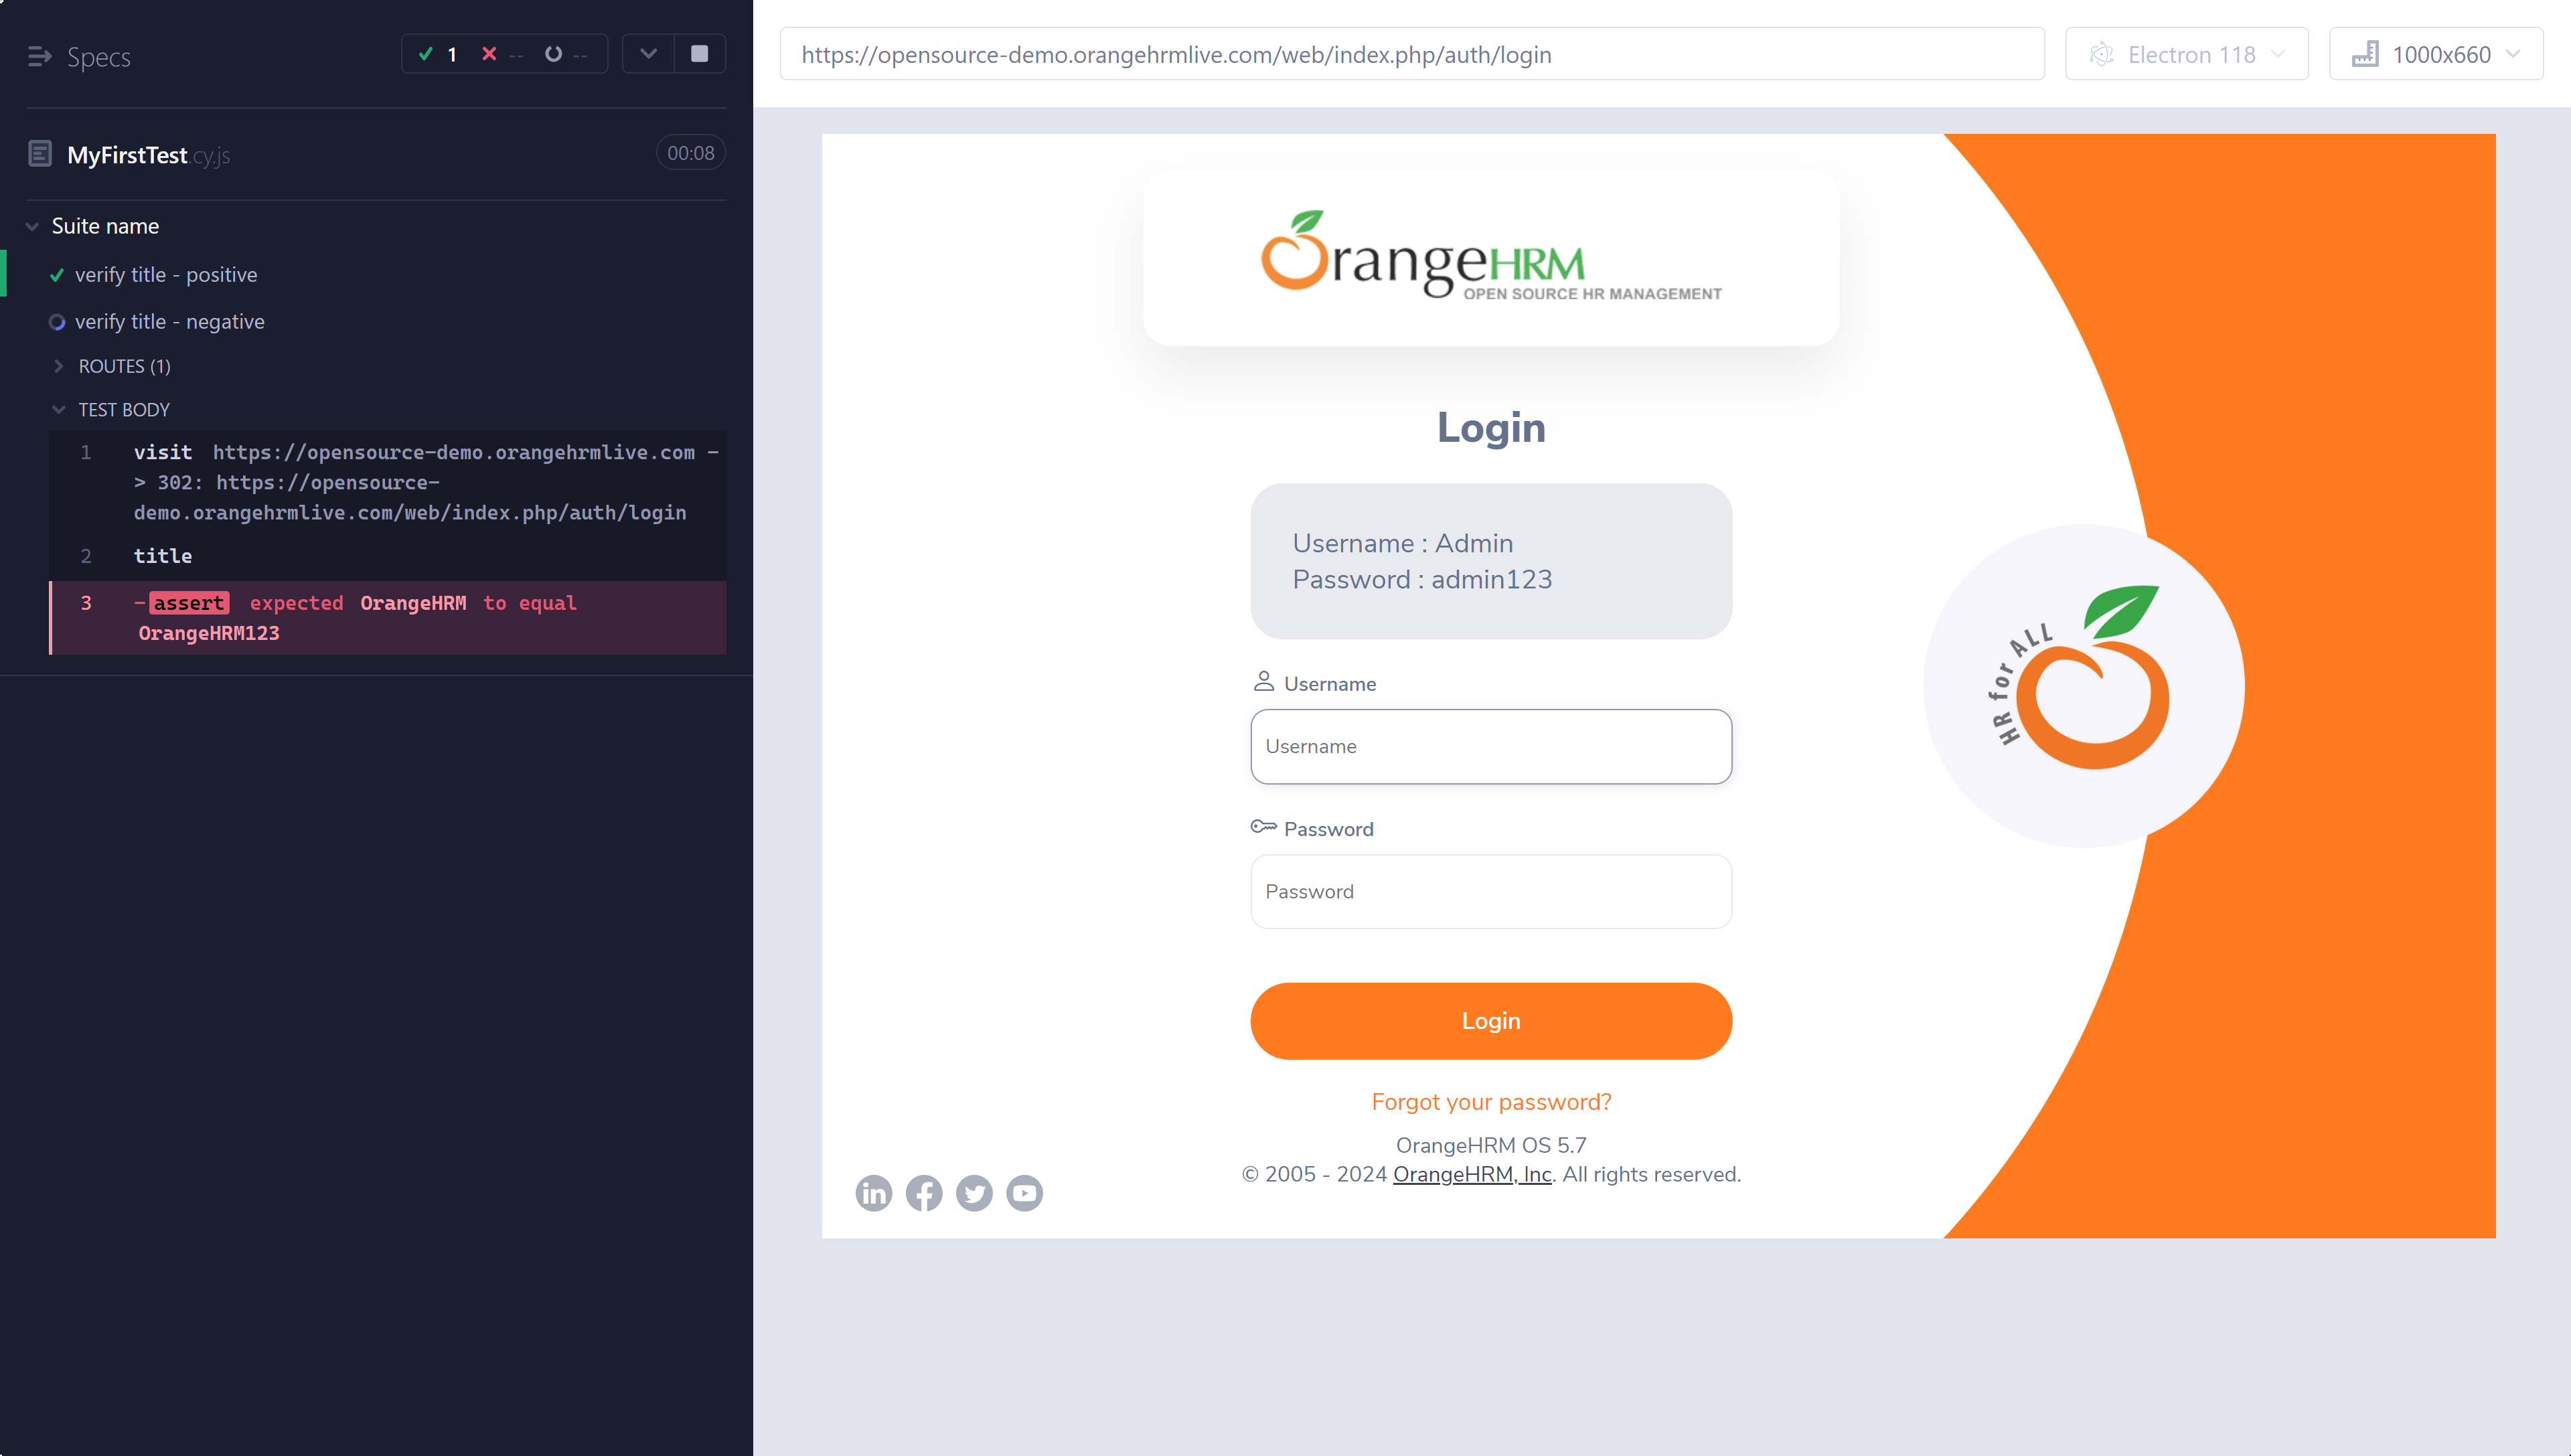 Specs
1 -- --
MyFirstTest.cy.js
00:08
Suite name
verify title - positive
verify title - negative
ROUTES (1)
TEST BODY
1 visit https://opensource-demo.orangehrmlive.com -
> 302: https://opensource-
demo.orangehrmlive.com/web/index.php/auth/login
2 title
3 -assert expected OrangeHRM to equal
OrangeHRM123
https://opensource-demo.orangehrmlive.com/web/index.php/auth/login
Electron 118
1000x660
OrangeHRM
OPEN SOURCE HR MANAGEMENT
Login
Username : Admin
Password : admin123
Username
Username
Password
Password
Login
Forgot your password?
OrangeHRM OS 5.7
© 2005 - 2024 OrangeHRM, Inc. All rights reserved.
HR for ALL